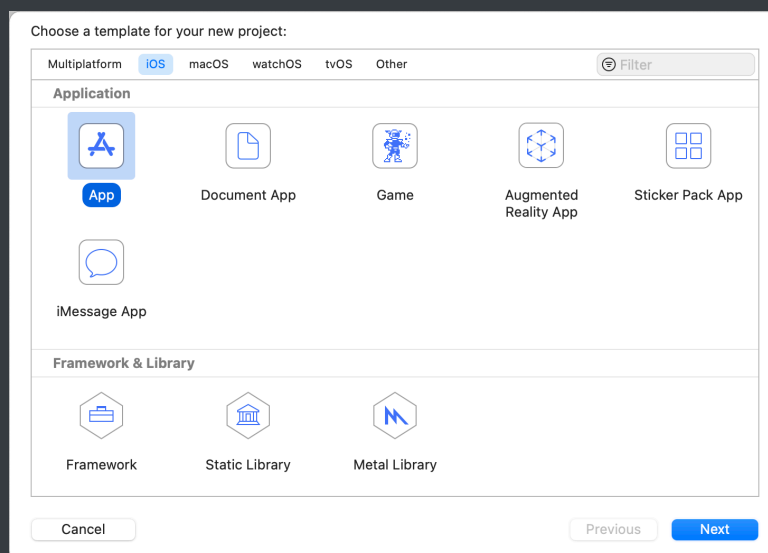 Choose a template for your new project:
Multiplatform iOS macOS watchOS tvOS Other Filter
Application
App Document App Game Augmented Reality App Sticker Pack App
iMessage App
Framework & Library
Framework Static Library Metal Library
Cancel Previous Next